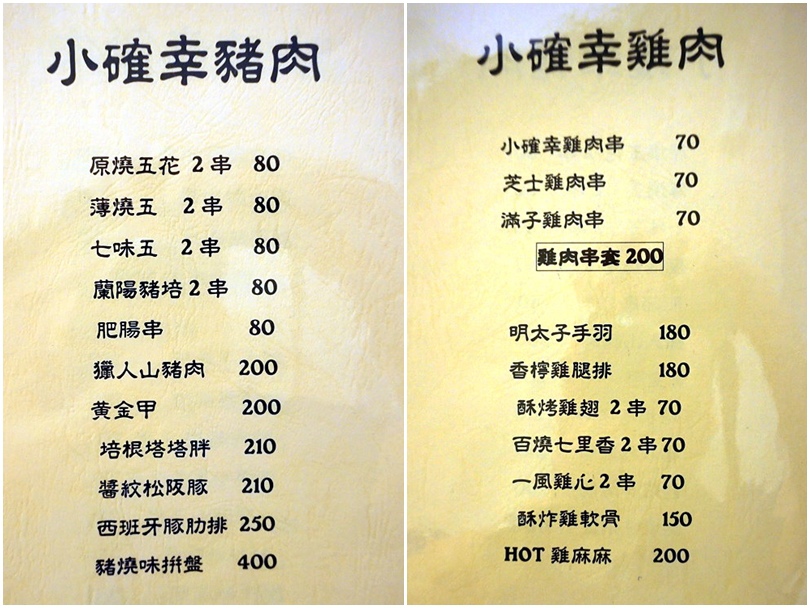 小確幸豬肉
原燒五花 2 串 80
薄燒五 2 串 80
七味五 2 串 80
蘭陽豬培 2 串 80
肥腸串 80
獵人山豬肉 200
黃金甲 200
培根塔塔胖 210
醬紋松阪豚 210
西班牙豚肋排 250
豬燒味拼盤 400
小確幸雞肉
小確幸雞肉串 70
芝士雞肉串 70
滿子雞肉串 70
雞肉串套 200
明太子手羽 180
香檸雞腿排 180
酥烤雞翅 2 串 70
百燒七里香 2 串 70
一風雞心 2 串 70
酥炸雞軟骨 150
HOT 雞麻麻 200